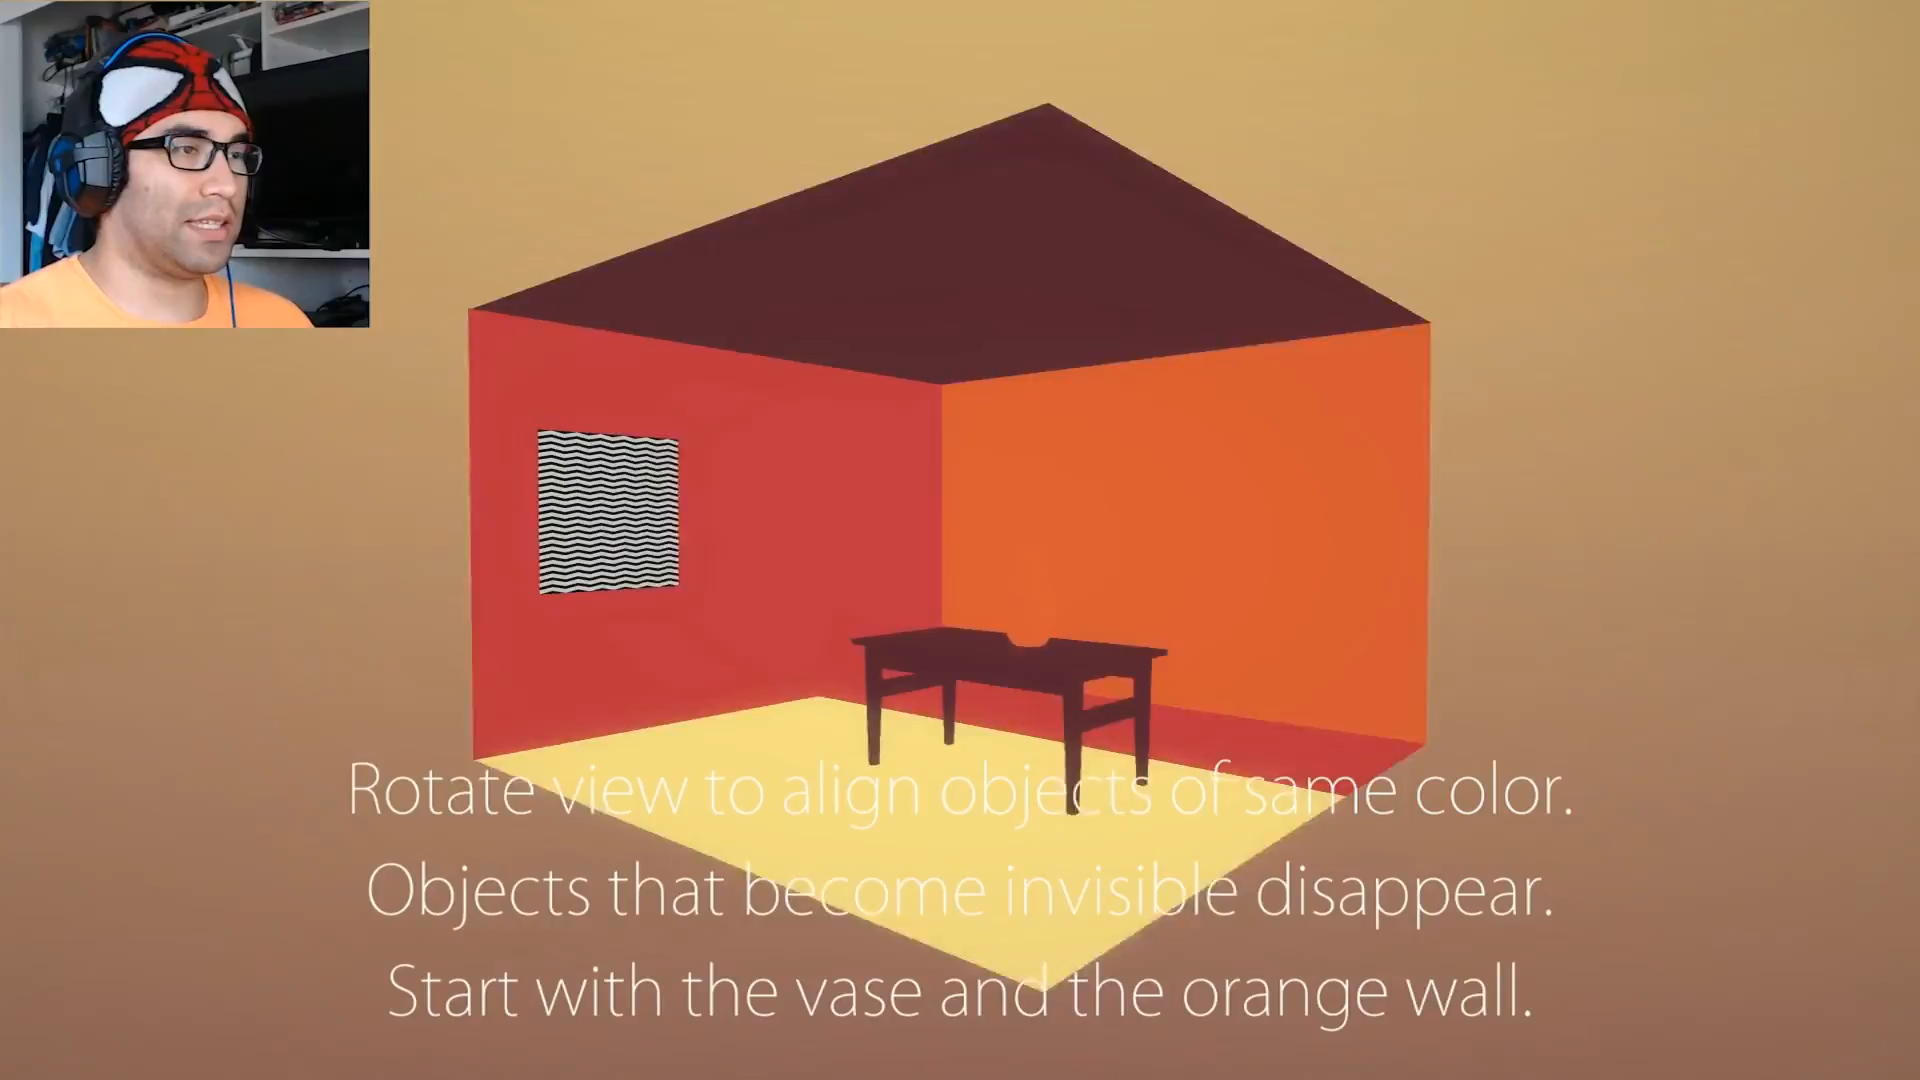 Rotate view to align objects of same color.
Objects that become invisible disappear.
Start with the vase and the orange wall.